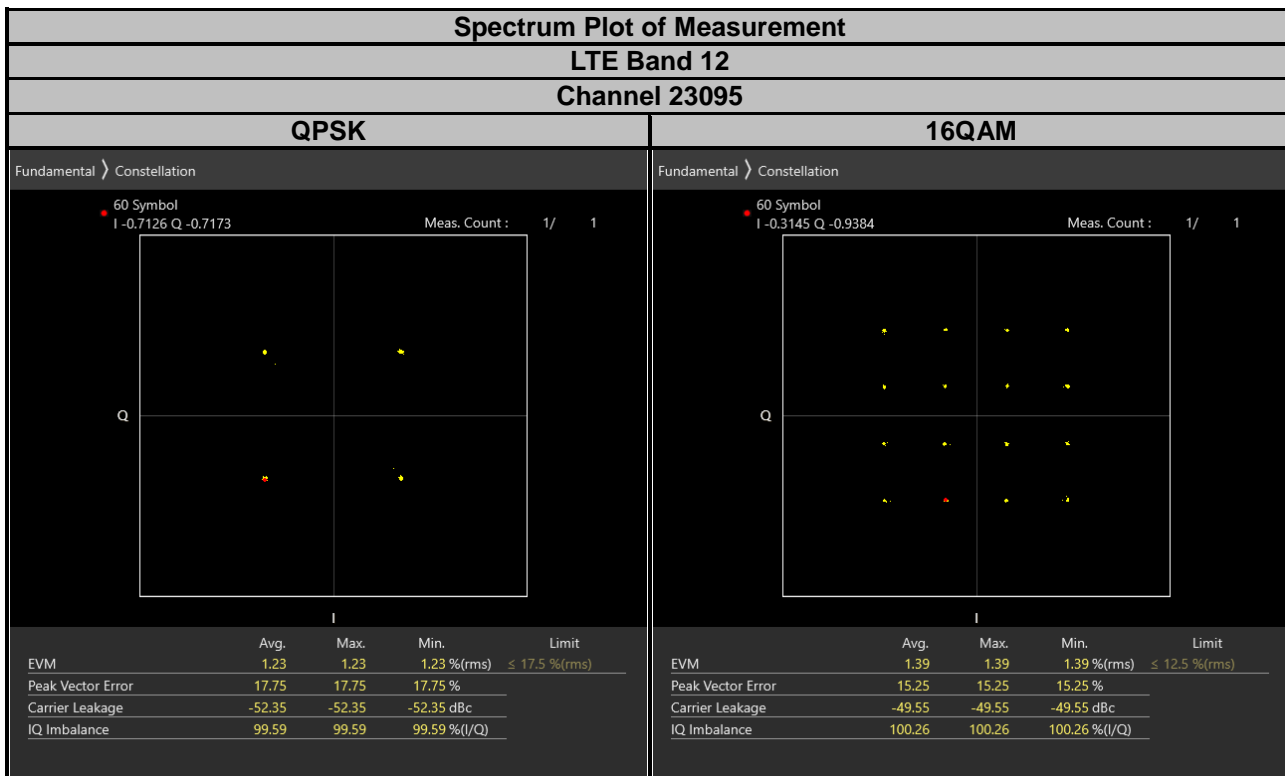 Spectrum Plot of Measurement
LTE Band 12
Channel 23095
QPSK
16QAM
Fundamental 〉 Constellation
60 Symbol
I -0.7126 Q -0.7173
Meas. Count : 1/ 1
Q
I
Avg. Max. Min. Limit
EVM 1.23 1.23 1.23 %(rms) ≤ 17.5 %(rms)
Peak Vector Error 17.75 17.75 17.75 %
Carrier Leakage -52.35 -52.35 -52.35 dBc
IQ Imbalance 99.59 99.59 99.59 %(I/Q)
Fundamental 〉 Constellation
60 Symbol
I -0.3145 Q -0.9384
Meas. Count : 1/ 1
Q
I
Avg. Max. Min. Limit
EVM 1.39 1.39 1.39 %(rms) ≤ 12.5 %(rms)
Peak Vector Error 15.25 15.25 15.25 %
Carrier Leakage -49.55 -49.55 -49.55 dBc
IQ Imbalance 100.26 100.26 100.26 %(I/Q)